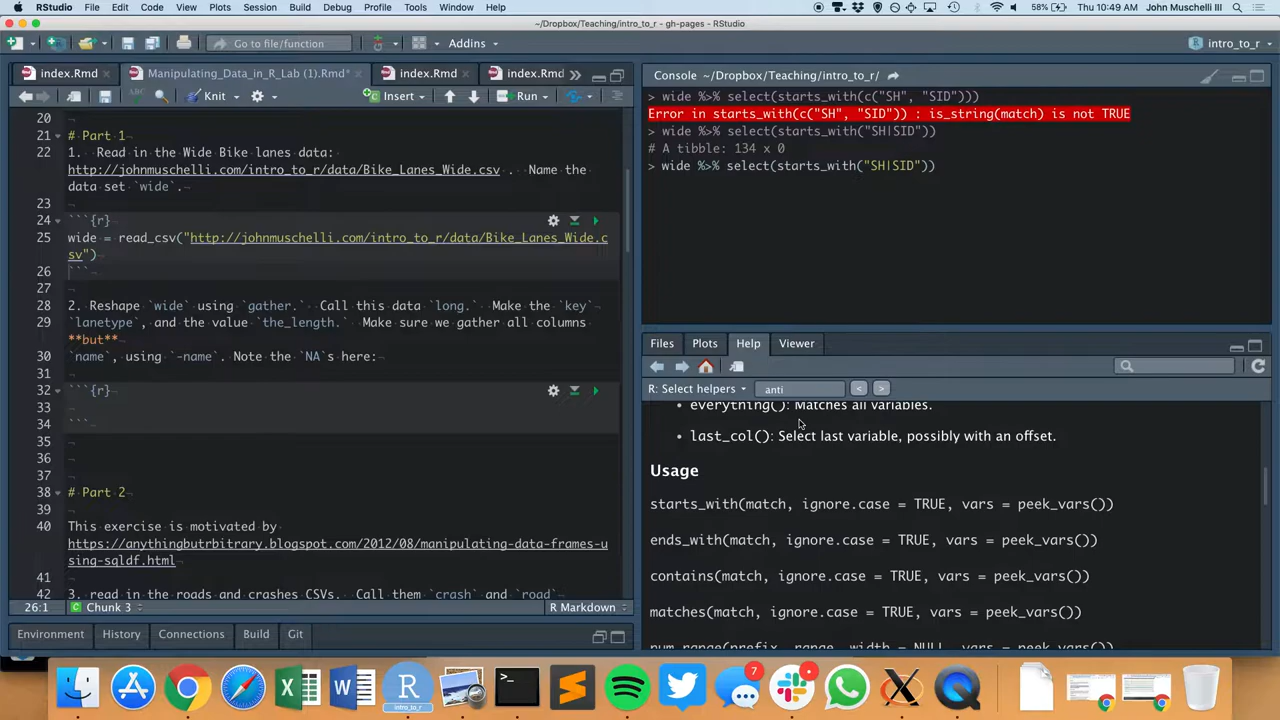 RStudio File Edit Code View Plots Session Build Debug Profile Tools Window Help 58% Fri Jan 11 10:49 AM John Muschelli III
~/Dropbox/Teaching/intro_to_r - gh-pages - RStudio
Go to file/function Addins intro_to_r
index.Rmd Manipulating_Data_in_R_Lab (1).Rmd* index.Rmd index.Rmd
Knit Insert Run
20
21 # Part 1
22 1. Read in the Wide Bike lanes data:
http://johnmuschelli.com/intro_to_r/data/Bike_Lanes_Wide.csv . Name the
data set `wide`.
23
24 ```{r}
25 wide = read_csv("http://johnmuschelli.com/intro_to_r/data/Bike_Lanes_Wide.c
sv")
26 ```
27
28 2. Reshape `wide` using `gather.` Call this data `long.` Make the `key`
29 `lanetype`, and the value `the_length.` Make sure we gather all columns
**but**
30 `name`, using `-name`. Note the `NA`s here:
31
32 ```{r}
33
34 ```
35
36
37
38 # Part 2
39
40 This exercise is motivated by
https://anythingbutrbitrary.blogspot.com/2012/08/manipulating-data-frames-u
sing-sqldf.html
41
42 3. read in the roads and crashes CSVs. Call them `crash` and `road`
26:1 Chunk 3 R Markdown
Environment History Connections Build Git
Console ~/Dropbox/Teaching/intro_to_r/
> wide %>% select(starts_with(c("SH", "SID")))
Error in starts_with(c("SH", "SID")) : is_string(match) is not TRUE
> wide %>% select(starts_with("SH|SID"))
# A tibble: 134 x 0
> wide %>% select(starts_with("SH|SID"))
Files Plots Help Viewer
R: Select helpers anti
everything(): Matches all variables.
last_col(): Select last variable, possibly with an offset.
Usage
starts_with(match, ignore.case = TRUE, vars = peek_vars())
ends_with(match, ignore.case = TRUE, vars = peek_vars())
contains(match, ignore.case = TRUE, vars = peek_vars())
matches(match, ignore.case = TRUE, vars = peek_vars())
num_range(prefix, range, width = NULL, vars = peek_vars())
R
intro_to_r
7